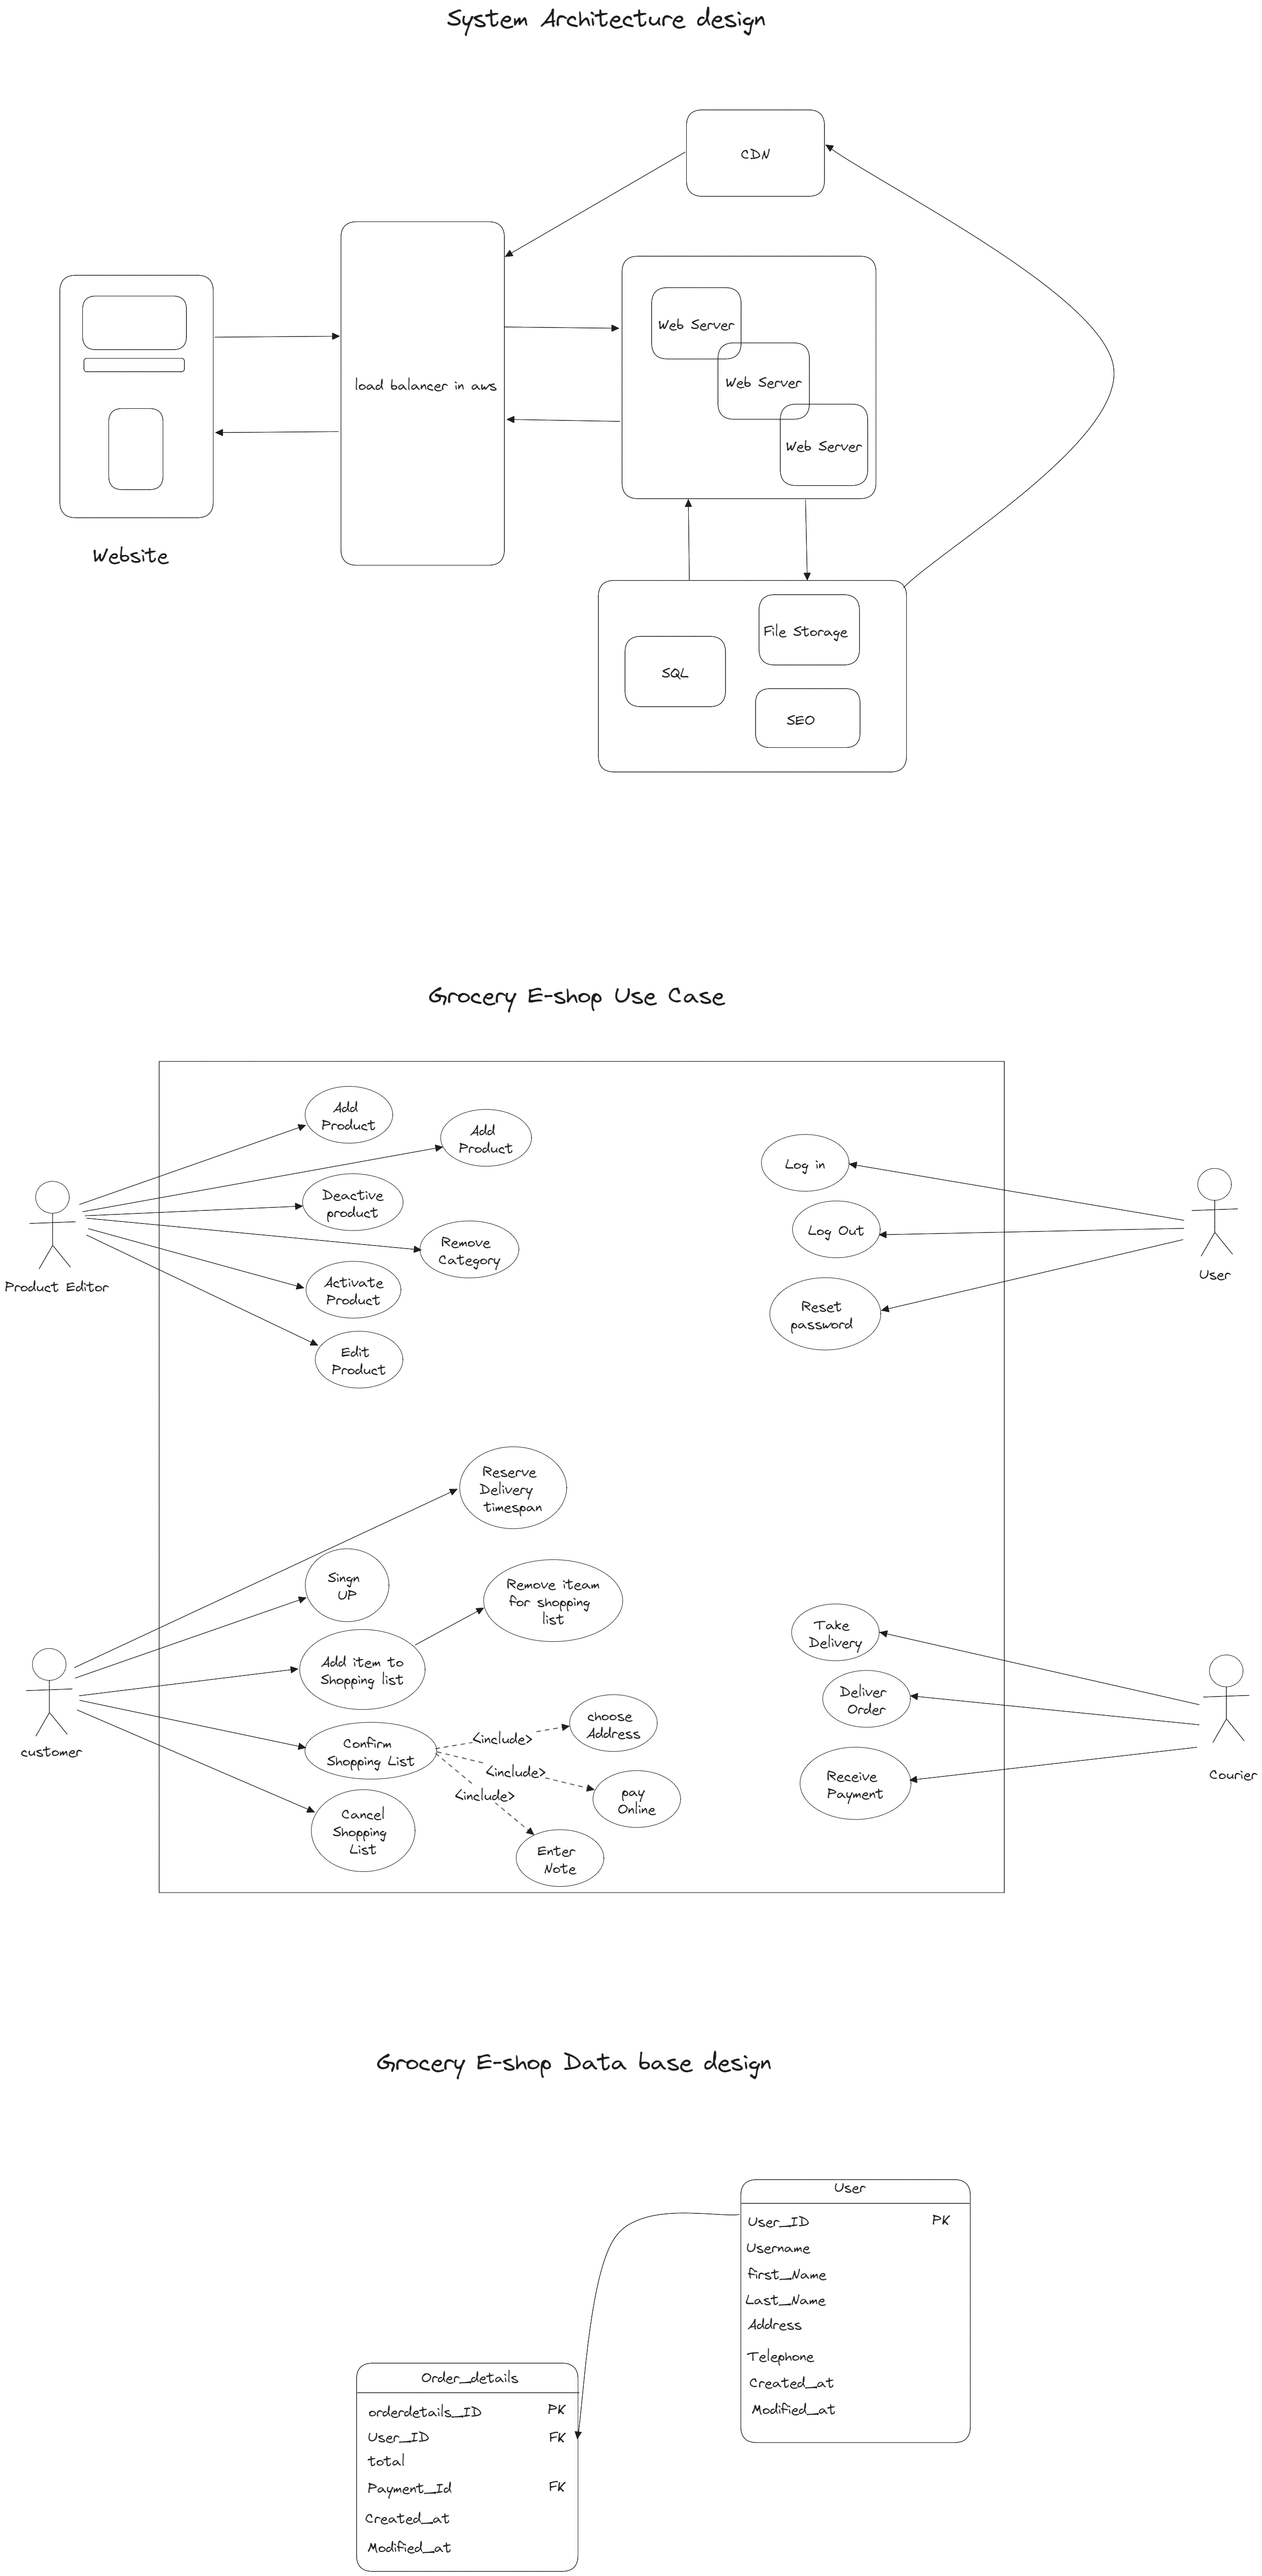 System Architecture design
CDN
load balancer in aws
Web Server
Web Server
Web Server
Website
File Storage
SQL
SEO
Grocery E-shop Use Case
Add
Product
Add
Product
Deactive
product
Remove
Category
Activate
Product
Edit
Product
Product Editor
Log in
Log Out
Reset
password
User
Reserve
Delivery
timespan
Singn
UP
Remove iteam
for shopping
list
Add item to
Shopping list
Confirm
Shopping List
<include>
choose
Address
<include>
pay
Online
<include>
Enter
Note
Cancel
Shopping
List
customer
Take
Delivery
Deliver
Order
Receive
Payment
Courier
Grocery E-shop Data base design
User
User_ID PK
Username
first_Name
Last_Name
Address
Telephone
Created_at
Modified_at
Order_details
orderdetails_ID PK
User_ID FK
total
Payment_Id FK
Created_at
Modified_at